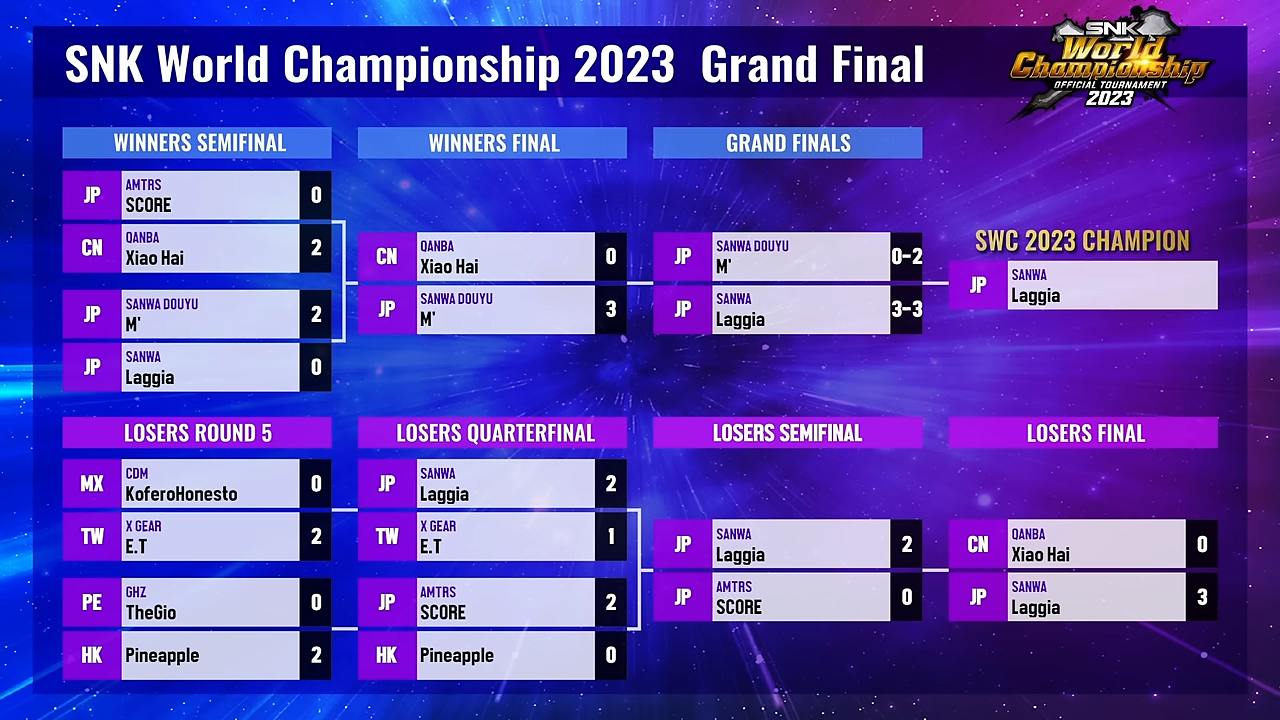 SNK World Championship 2023 Grand Final
SNK
World
Championship
OFFICIAL TOURNAMENT
2023
WINNERS SEMIFINAL
JP
AMTRS
SCORE
0
CN
QANBA
Xiao Hai
2
JP
SANWA DOUYU
M'
2
JP
SANWA
Laggia
0
WINNERS FINAL
CN
QANBA
Xiao Hai
0
JP
SANWA DOUYU
M'
3
GRAND FINALS
JP
SANWA DOUYU
M'
0-2
JP
SANWA
Laggia
3-3
SWC 2023 CHAMPION
JP
SANWA
Laggia
LOSERS ROUND 5
MX
CDM
KoferoHonesto
0
TW
X GEAR
E.T
2
PE
GHZ
TheGio
0
HK
Pineapple
2
LOSERS QUARTERFINAL
JP
SANWA
Laggia
2
TW
X GEAR
E.T
1
JP
AMTRS
SCORE
2
HK
Pineapple
0
LOSERS SEMIFINAL
JP
SANWA
Laggia
2
JP
AMTRS
SCORE
0
LOSERS FINAL
CN
QANBA
Xiao Hai
0
JP
SANWA
Laggia
3